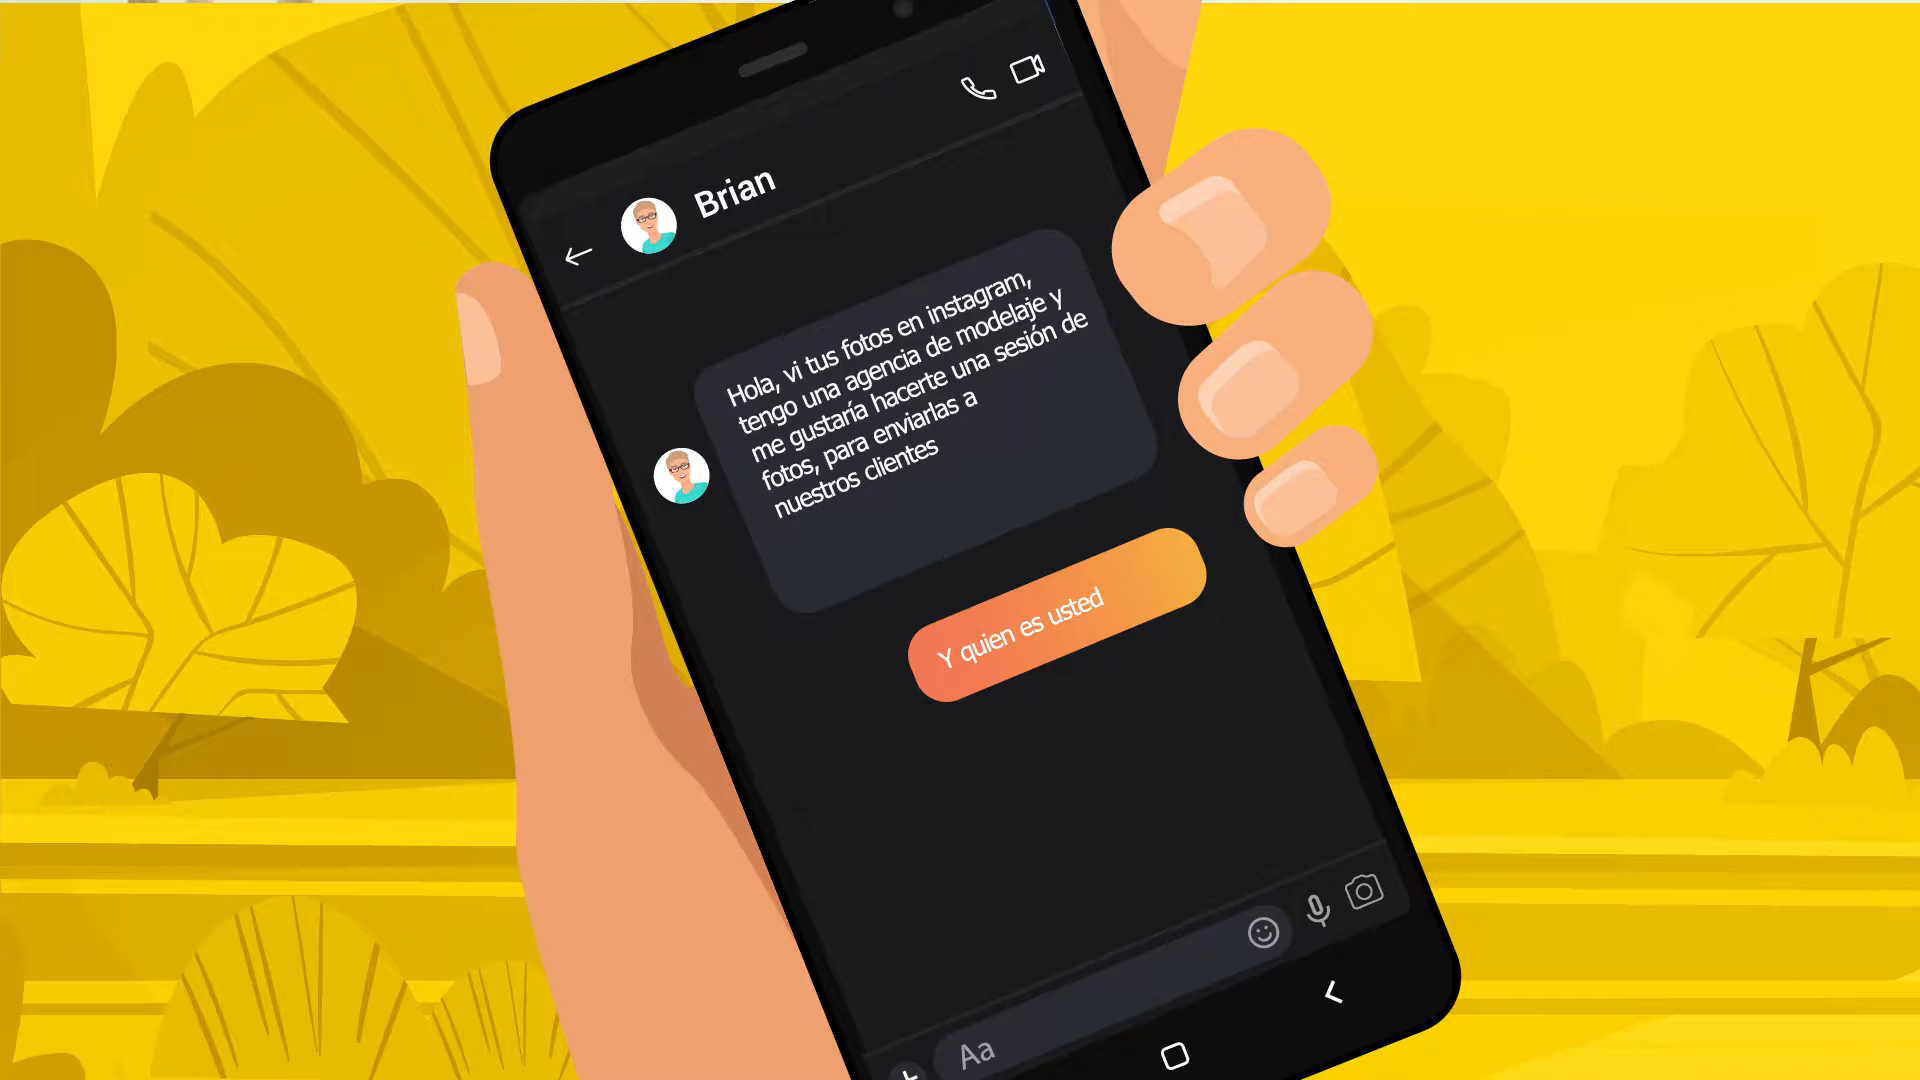 Brian
Hola, vi tus fotos en instagram,
tengo una agencia de modelaje y
me gustaría hacerte una sesión de
fotos, para enviarlas a
nuestros clientes
Y quien es usted
Aa